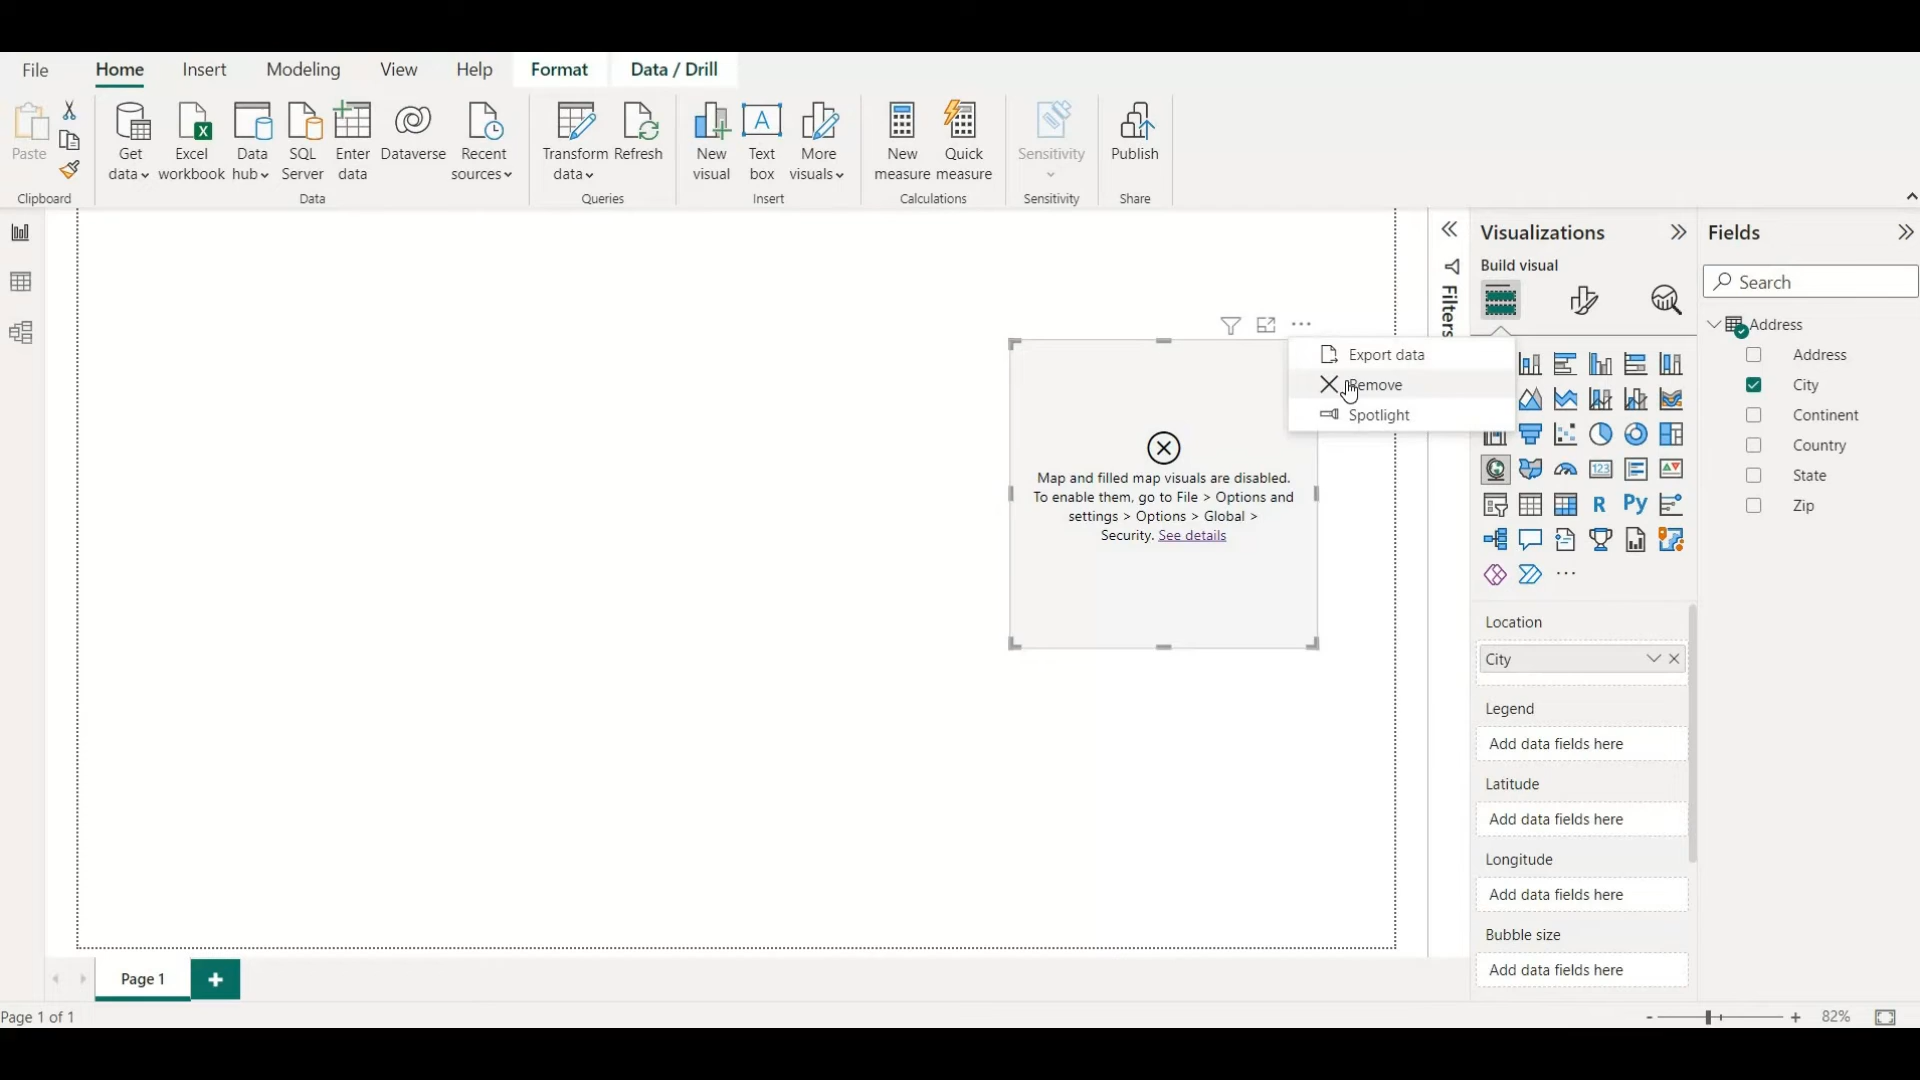 File Home Insert Modeling View Help Format Data / Drill
Paste
Get data
Excel workbook
Data hub
SQL Server
Enter data
Dataverse
Recent sources
Transform data
Refresh
New visual
Text box
More visuals
New measure
Quick measure
Sensitivity
Publish
Clipboard Data Queries Insert Calculations Sensitivity Share
Filters
Visualizations
Build visual
Fields
Search
Address
Address
City
Continent
Country
State
Zip
Export data
Remove
Spotlight
Map and filled map visuals are disabled.
To enable them, go to File > Options and
settings > Options > Global >
Security. See details
123
R
Py
Location
City
Legend
Add data fields here
Latitude
Add data fields here
Longitude
Add data fields here
Bubble size
Add data fields here
Page 1
Page 1 of 1
82%